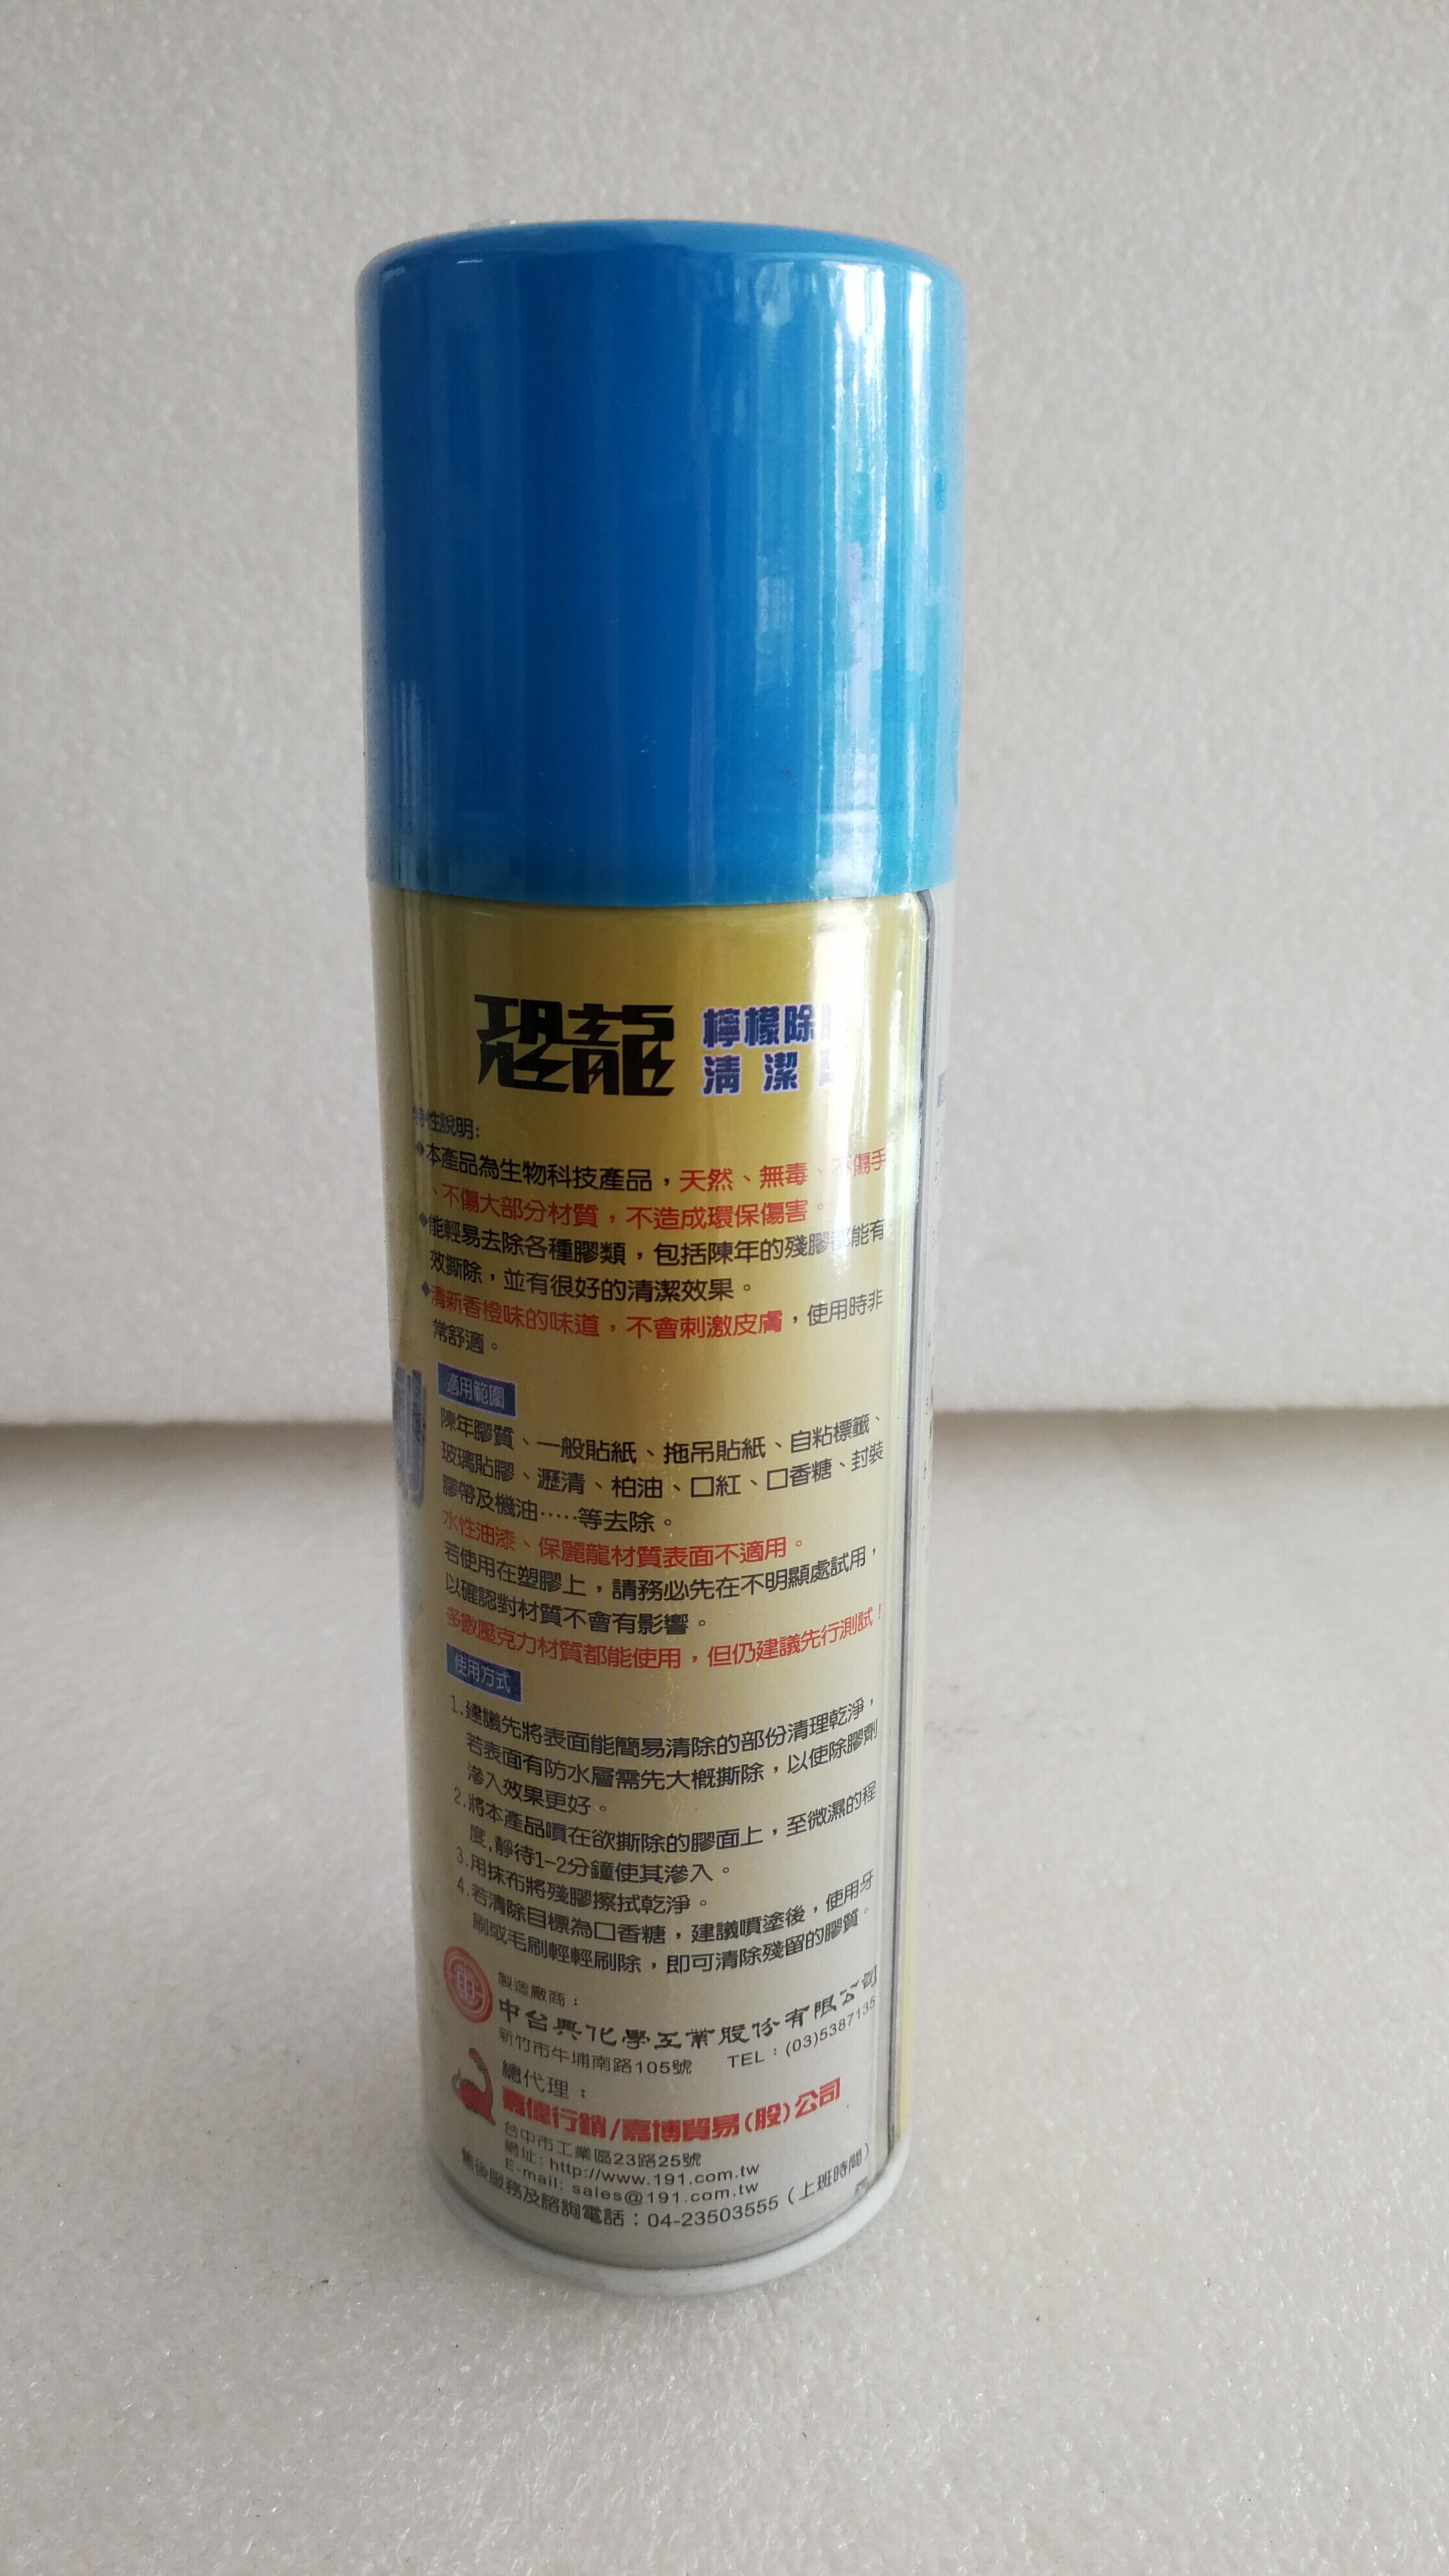 恐龍
檸檬除
清潔
特性說明:
◆本產品為生物科技產品，天然、無毒、不傷手
、不傷大部分材質，不造成環保傷害。
◆能輕易去除各種膠類，包括陳年的殘膠都能有
效撕除，並有很好的清潔效果。
◆清新香橙味的味道，不會刺激皮膚，使用時非
常舒適。
適用範圍
陳年膠質、一般貼紙、拖吊貼紙、自粘標籤、
玻璃貼膠、瀝清、柏油、口紅、口香糖、封裝
膠帶及機油……等去除。
水性油漆、保麗龍材質表面不適用。
若使用在塑膠上，請務必先在不明顯處試用，
以確認對材質不會有影響。
多數壓克力材質都能使用，但仍建議先行測試！
使用方式
1.建議先將表面能簡易清除的部份清理乾淨，
若表面有防水層需先大概撕除，以使除膠劑
滲入效果更好。
2.將本產品噴在欲撕除的膠面上，至微濕的程
度,靜待1-2分鐘使其滲入。
3.用抹布將殘膠擦拭乾淨。
4.若清除目標為口香糖，建議噴塗後，使用牙
刷或毛刷輕輕刷除，即可清除殘留的膠質。
製造廠商：
中台興化學工業股份有限公司
新竹市牛埔南路105號 TEL：(03)5387135
總代理：
嘉偉行銷/嘉博貿易(股)公司
台中市工業區23路25號
網址: http://www.191.com.tw
E-mail: sales@191.com.tw
售後服務及諮詢電話：04-23503555（上班時間）